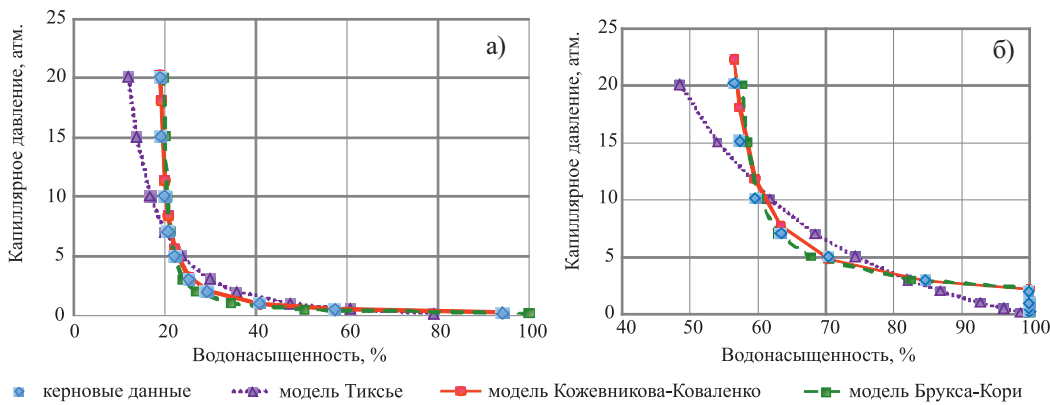 а)
Капиллярное давление, атм.
25
20
15
10
5
0
0 20 40 60 80 100
Водонасыщенность, %
б)
Капиллярное давление, атм.
25
20
15
10
5
0
40 50 60 70 80 90 100
Водонасыщенность, %
керновые данные модель Тиксье модель Кожевникова-Коваленко модель Брукса-Кори